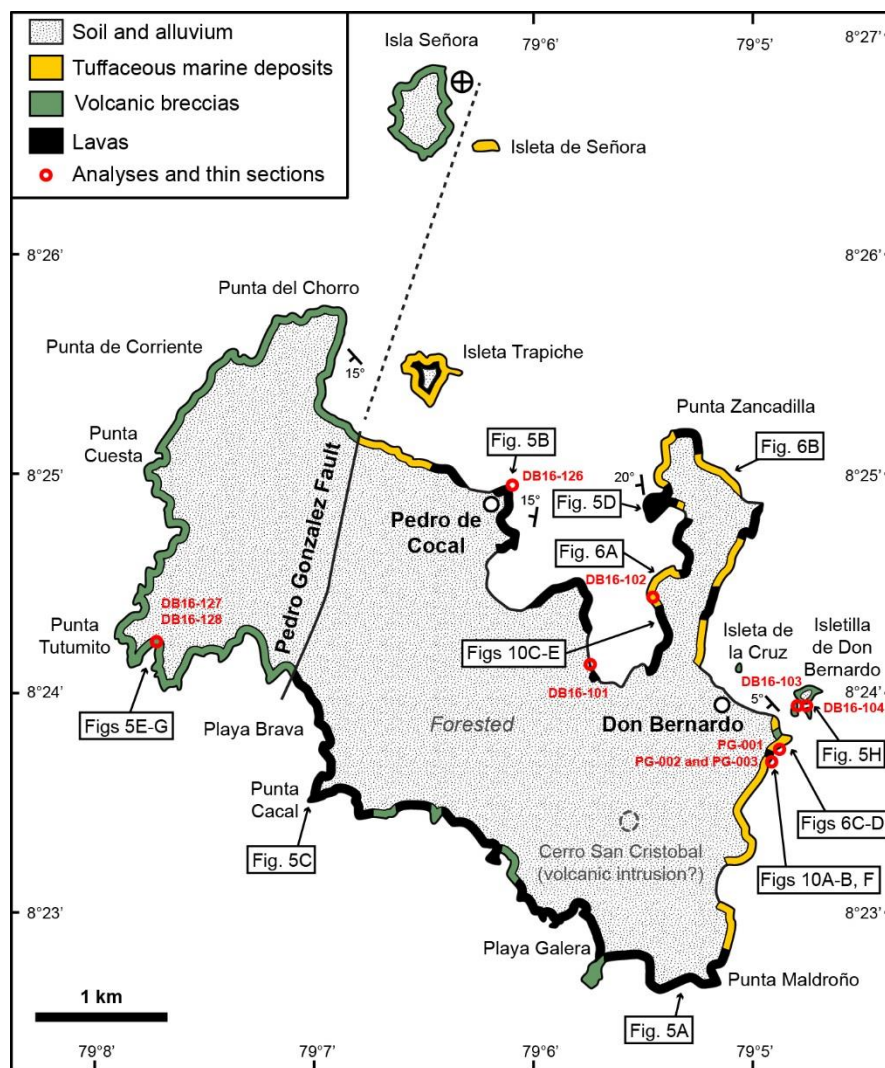 Soil and alluvium
Tuffaceous marine deposits
Volcanic breccias
Lavas
Analyses and thin sections
Isla Señora
79°6’
79°5’
8°27’
Isleta de Señora
8°26’
8°26’
Punta del Chorro
Punta de Corriente
15°
Isleta Trapiche
Punta Zancadilla
Punta
Cuesta
Fig. 5B
Fig. 6B
8°25’
8°25’
DB16-126
20°
15°
Fig. 5D
Pedro de
Cocal
Pedro Gonzalez Fault
Fig. 6A
DB16-102
DB16-127
DB16-128
Punta
Tutumito
Isleta de
la Cruz
Isletilla
de Don
Bernardo
Figs 10C-E
DB16-101
DB16-103
8°24’
8°24’
5°
DB16-104
Figs 5E-G
Playa Brava
Forested
Don Bernardo
Fig. 5H
PG-001
PG-002 and PG-003
Punta
Cacal
Figs 6C-D
Fig. 5C
Cerro San Cristobal
(volcanic intrusion?)
Figs 10A-B, F
8°23’
8°23’
Playa Galera
Punta Maldroño
1 km
Fig. 5A
79°8’
79°7’
79°6’
79°5’